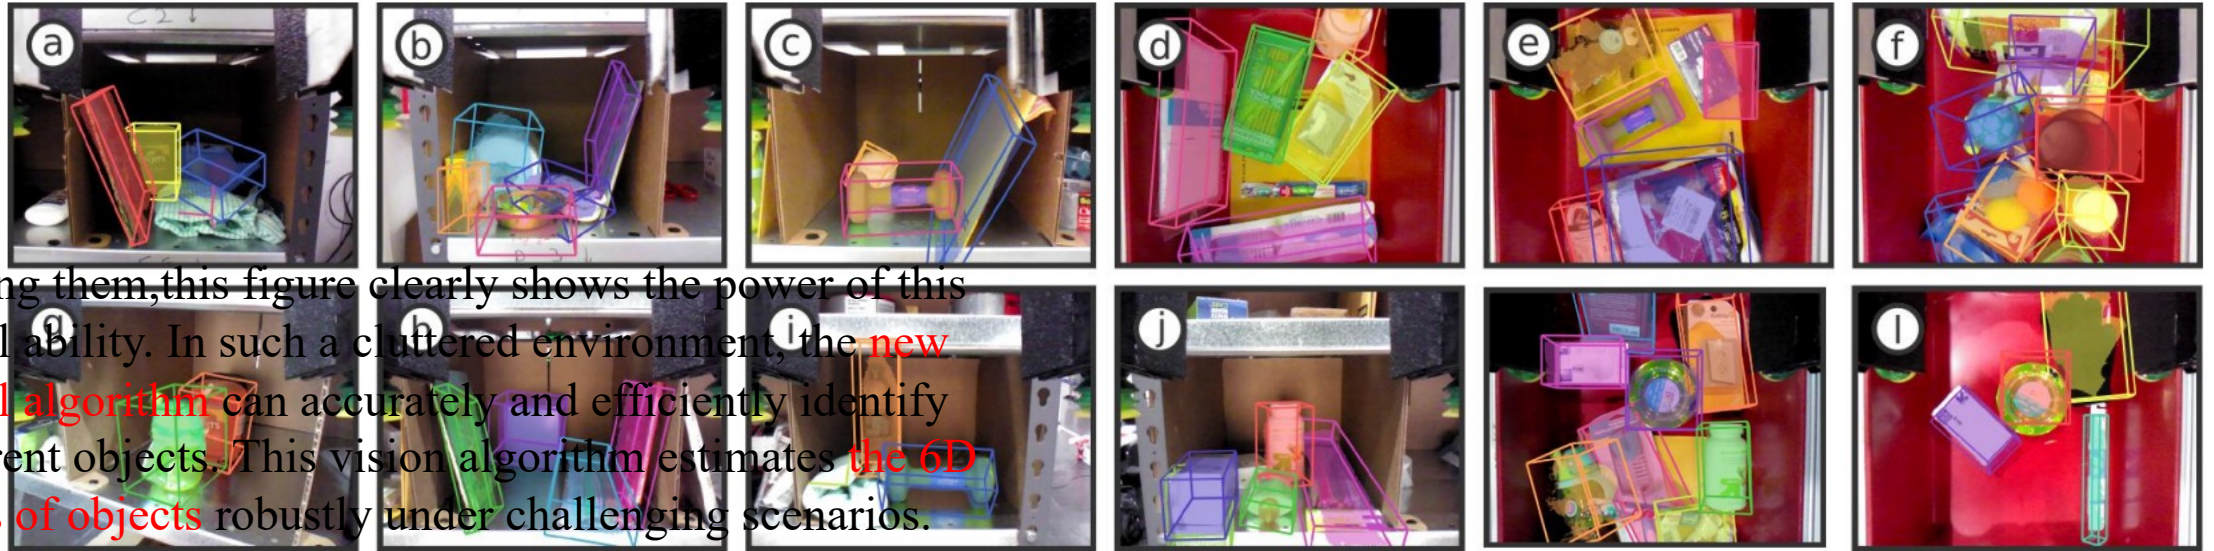 a
b
c
d
e
f
ng them,this figure clearly shows the power of this
g
h
i
j
l
l ability. In such a cluttered environment, the new
l algorithm can accurately and efficiently identify
rent objects. This vision algorithm estimates the 6D
of objects robustly under challenging scenarios.